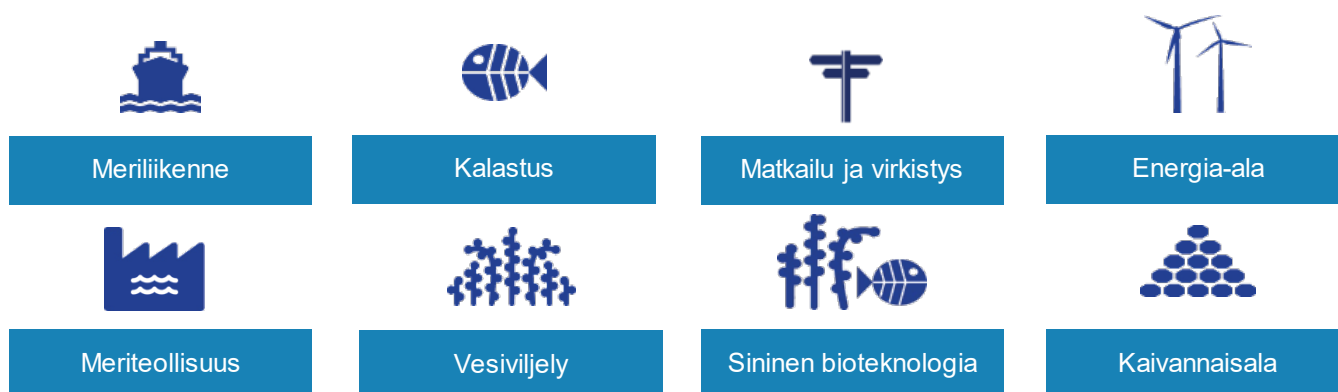 Meriliikenne
Kalastus
Matkailu ja virkistys
Energia-ala
Meriteollisuus
Vesiviljely
Sininen bioteknologia
Kaivannaisala